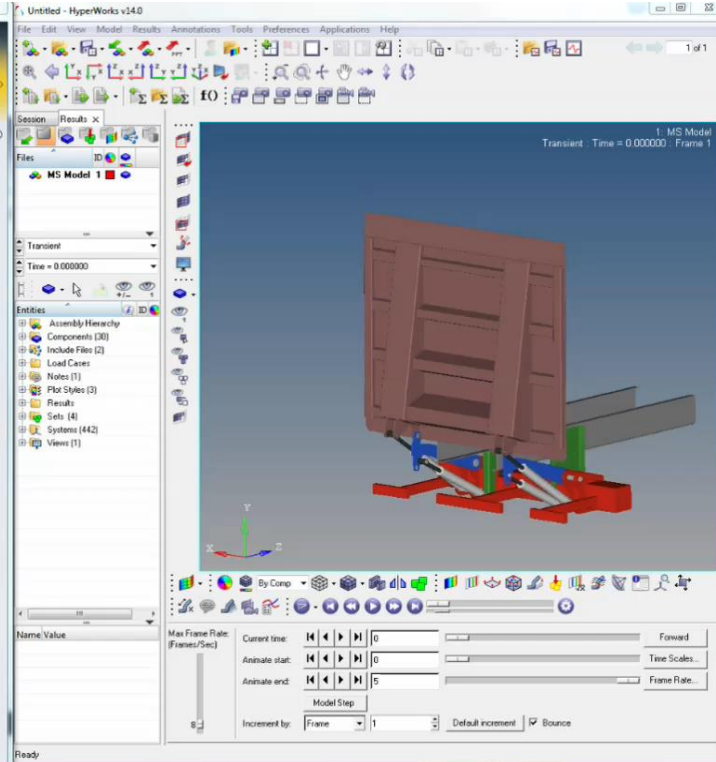 Untitled - HyperWorks v14.0
File Edit View Model Results Annotations Tools Preferences Applications Help
1 of 1
f()
Session Results
Files ID
MS Model 1
Transient
Time = 0.000000
Entities ID
Assembly Hierarchy
Components (30)
Include Files (2)
Load Cases
Notes (1)
Plot Styles (3)
Results
Sets (4)
Systems (442)
Views (1)
Name Value
1: MS Model
Transient : Time = 0.000000 : Frame 1
Y
X Z
By Comp
Max Frame Rate:
(Frames/Sec)
8
Current time: 0 Forward
Animate start: 0 Time Scales...
Animate end: 5 Frame Rate...
Model Step
Increment by: Frame 1 Default increment Bounce
Ready